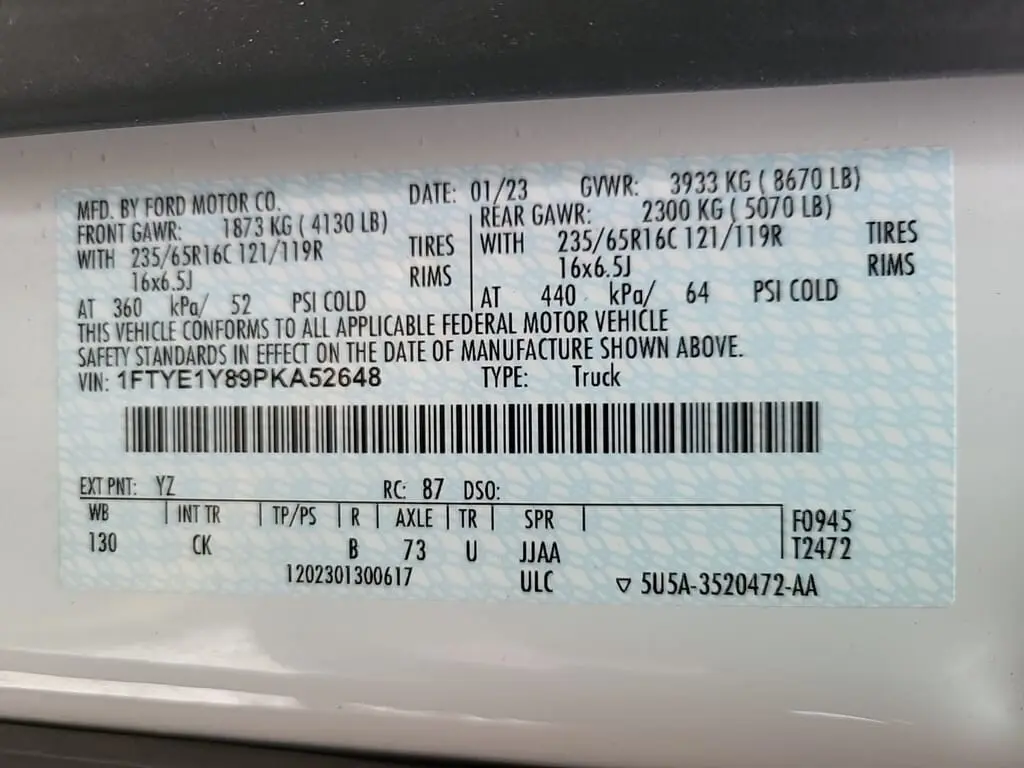 MFD. BY FORD MOTOR CO. DATE: 01/23 GVWR: 3933 KG ( 8670 LB)
FRONT GAWR: 1873 KG ( 4130 LB) REAR GAWR: 2300 KG ( 5070 LB)
WITH 235/65R16C 121/119R TIRES WITH 235/65R16C 121/119R TIRES
16x6.5J RIMS 16x6.5J RIMS
AT 360 kPa/ 52 PSI COLD AT 440 kPa/ 64 PSI COLD
THIS VEHICLE CONFORMS TO ALL APPLICABLE FEDERAL MOTOR VEHICLE
SAFETY STANDARDS IN EFFECT ON THE DATE OF MANUFACTURE SHOWN ABOVE.
VIN: 1FTYE1Y89PKA52648 TYPE: Truck
EXT PNT: YZ RC: 87 DSO:
WB INT TR TP/PS R AXLE TR SPR F0945
130 CK B 73 U JJAA T2472
1202301300617 ULC ▽ 5U5A-3520472-AA